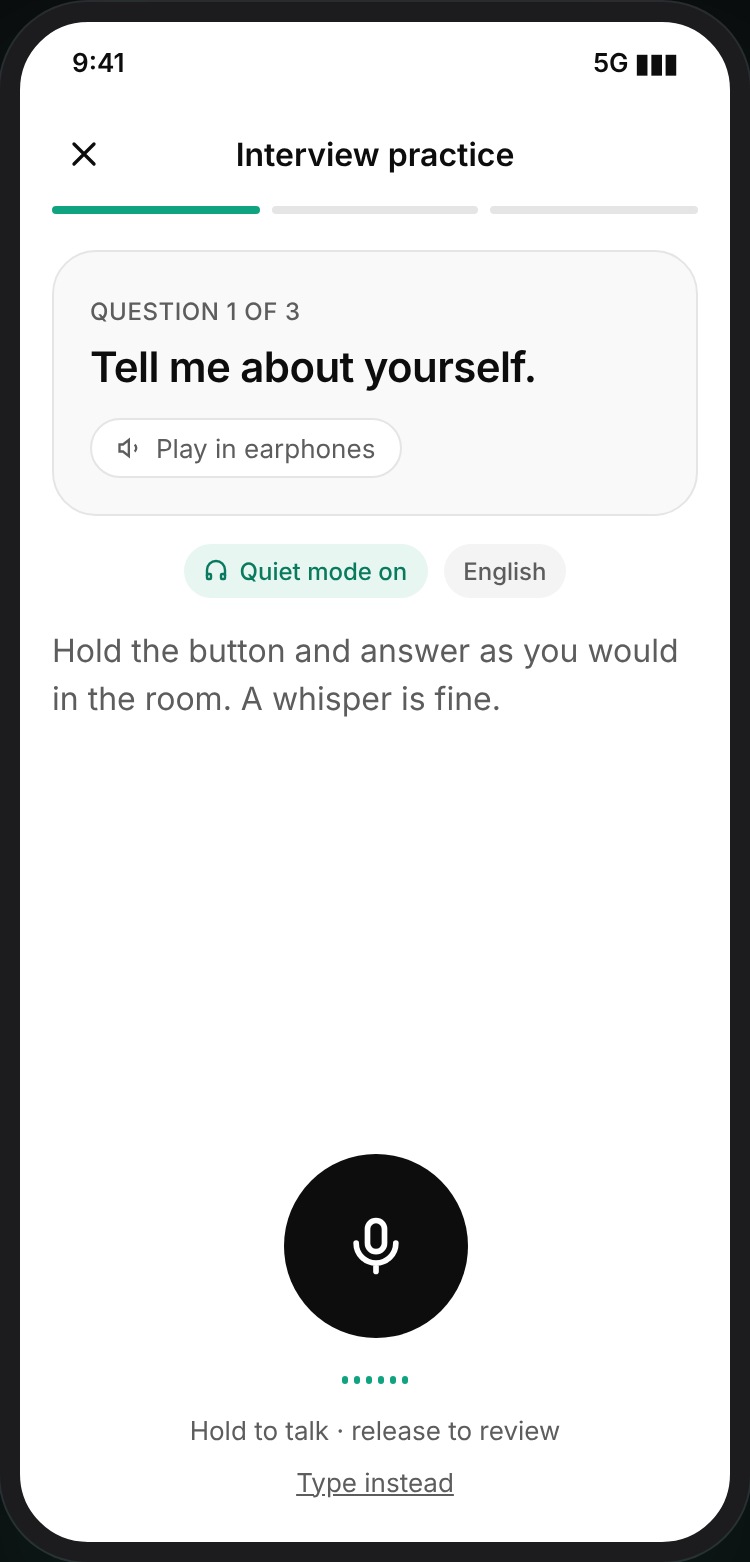 9:41
5G
Interview practice
QUESTION 1 OF 3
Tell me about yourself.
Play in earphones
Quiet mode on
English
Hold the button and answer as you would
in the room. A whisper is fine.
Hold to talk · release to review
Type instead